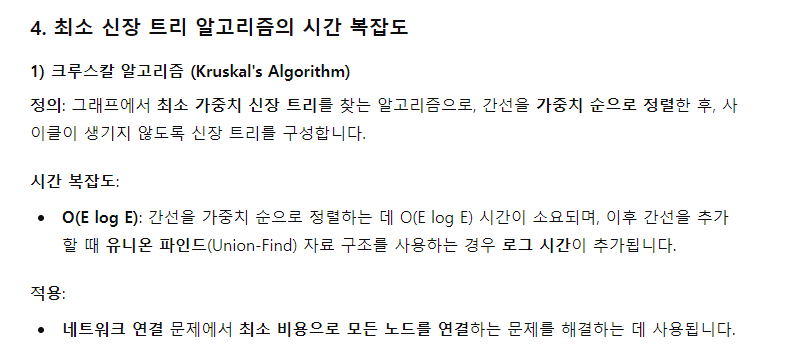 4. 최소 신장 트리 알고리즘의 시간 복잡도
1) 크루스칼 알고리즘 (Kruskal's Algorithm)
정의: 그래프에서 최소 가중치 신장 트리를 찾는 알고리즘으로, 간선을 가중치 순으로 정렬한 후, 사
이클이 생기지 않도록 신장 트리를 구성합니다.
시간 복잡도:
• O(E log E): 간선을 가중치 순으로 정렬하는 데 O(E log E) 시간이 소요되며, 이후 간선을 추가
할 때 유니온 파인드(Union-Find) 자료 구조를 사용하는 경우 로그 시간이 추가됩니다.
적용:
• 네트워크 연결 문제에서 최소 비용으로 모든 노드를 연결하는 문제를 해결하는 데 사용됩니다.